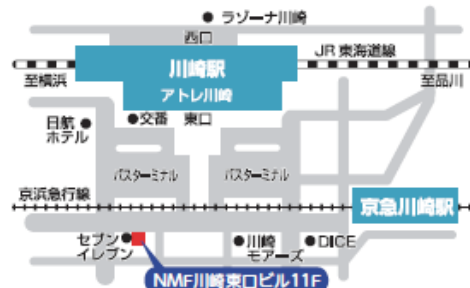 ラゾーナ川崎
西口
JR 東海道線
川崎駅
至横浜
至品川
アトレ川崎
日航
ホテル
交番
東口
バスターミナル
バスターミナル
京浜急行線
京急川崎駅
セブン
イレブン
川崎
モアーズ
DICE
NMF川崎東口ビル11F